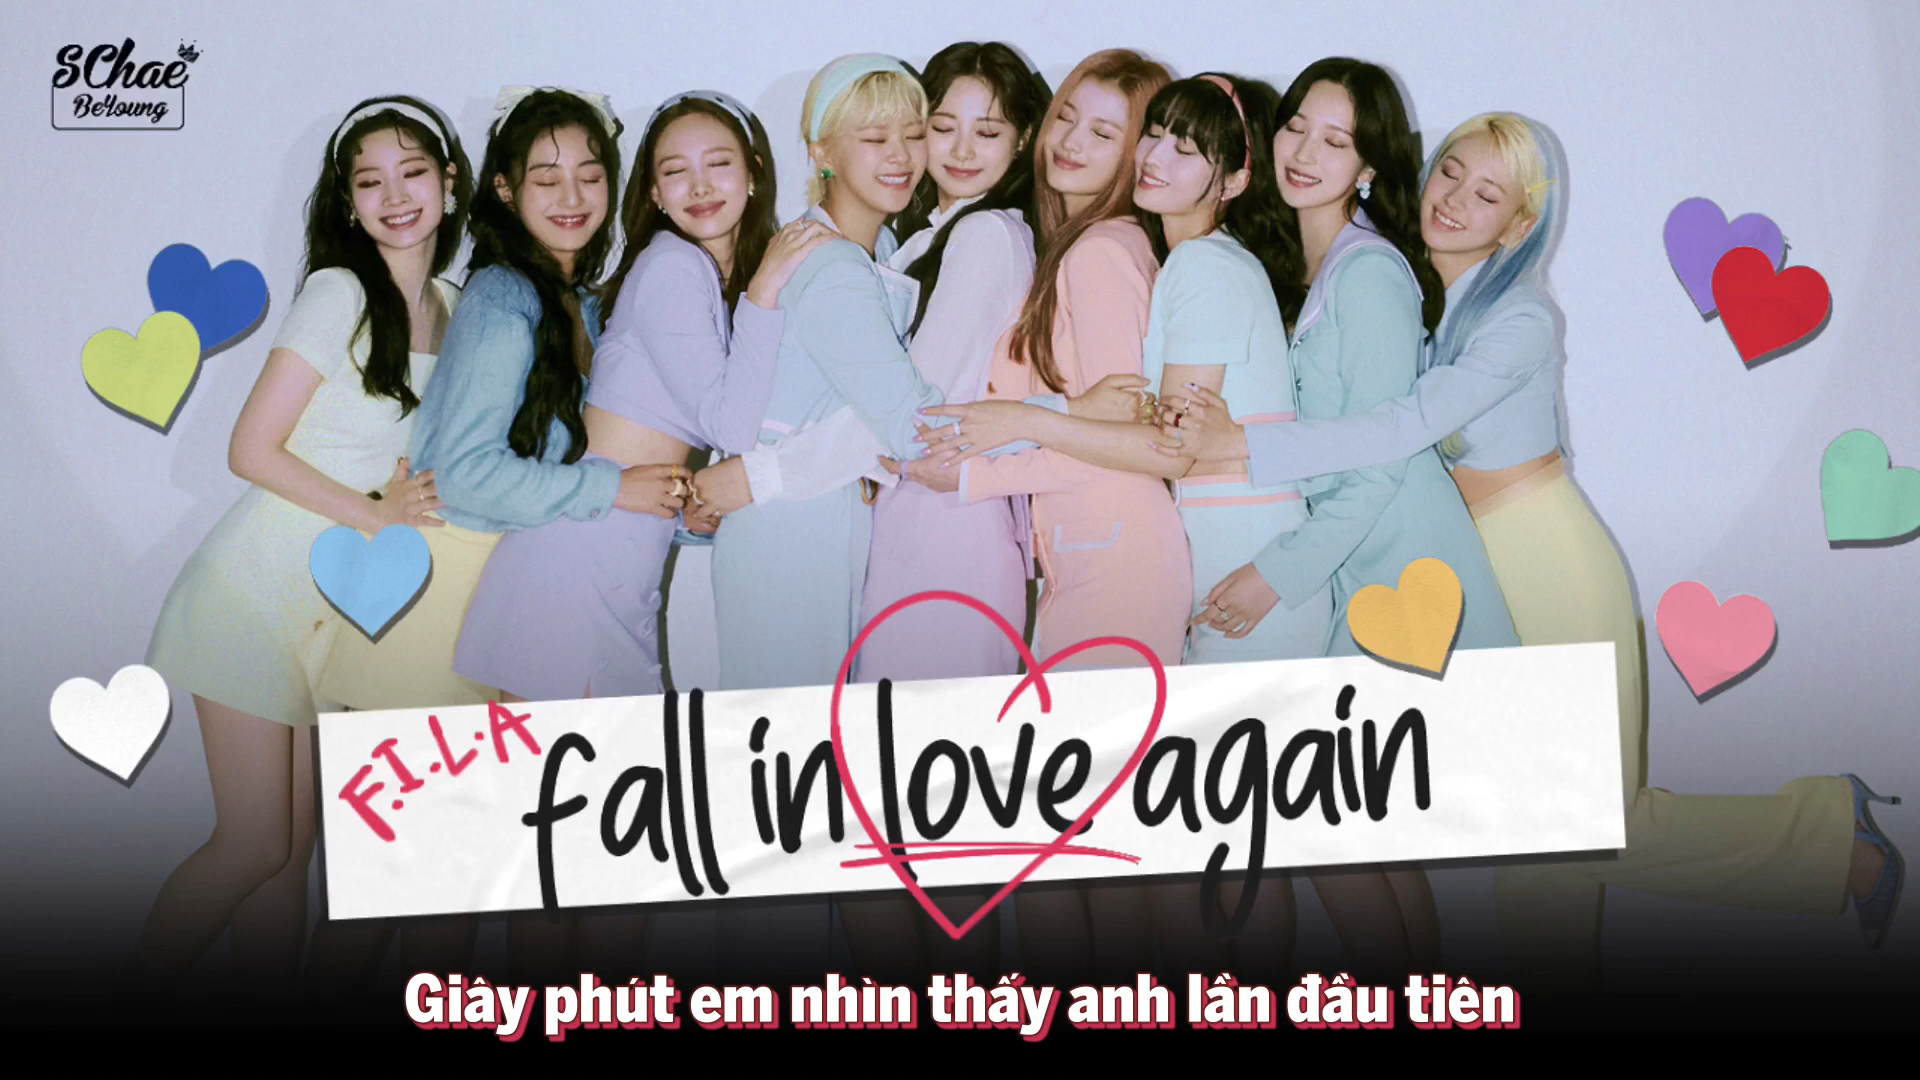 SChae
BeYoung
F.I.L.A
fall in love again
Giây phút em nhìn thấy anh lần đầu tiên